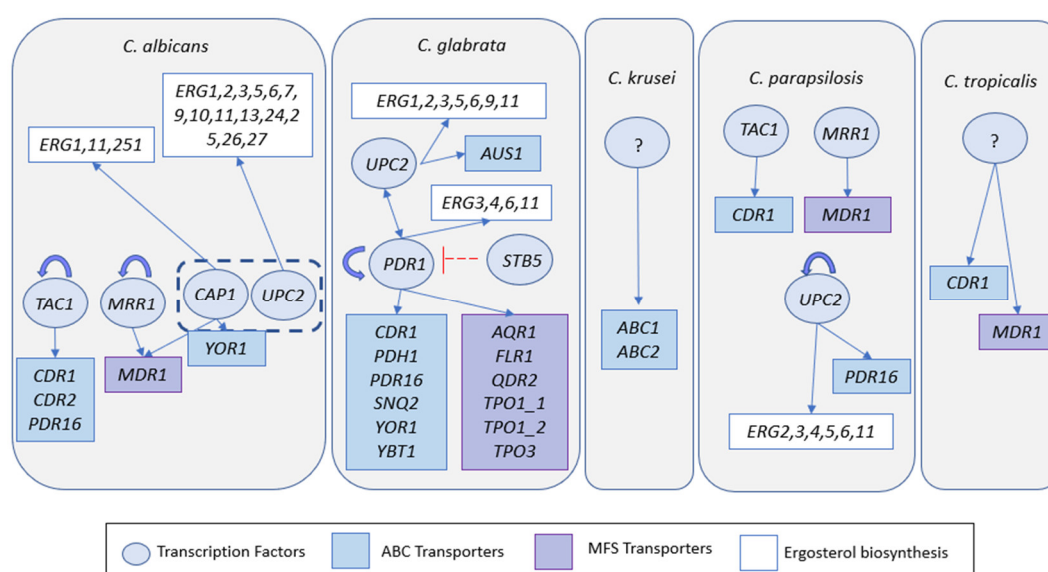 C. albicans
ERG1,2,3,5,6,7,
9,10,11,13,24,2
5,26,27
ERG1,11,251
TAC1
MRR1
CAP1
UPC2
YOR1
MDR1
CDR1
CDR2
PDR16
C. glabrata
ERG1,2,3,5,6,9,11
UPC2
AUS1
ERG3,4,6,11
PDR1
STB5
CDR1
PDH1
PDR16
SNQ2
YOR1
YBT1
AQR1
FLR1
QDR2
TPO1_1
TPO1_2
TPO3
C. krusei
?
ABC1
ABC2
C. parapsilosis
TAC1
MRR1
CDR1
MDR1
UPC2
PDR16
ERG2,3,4,5,6,11
C. tropicalis
?
CDR1
MDR1
Transcription Factors
ABC Transporters
MFS Transporters
Ergosterol biosynthesis